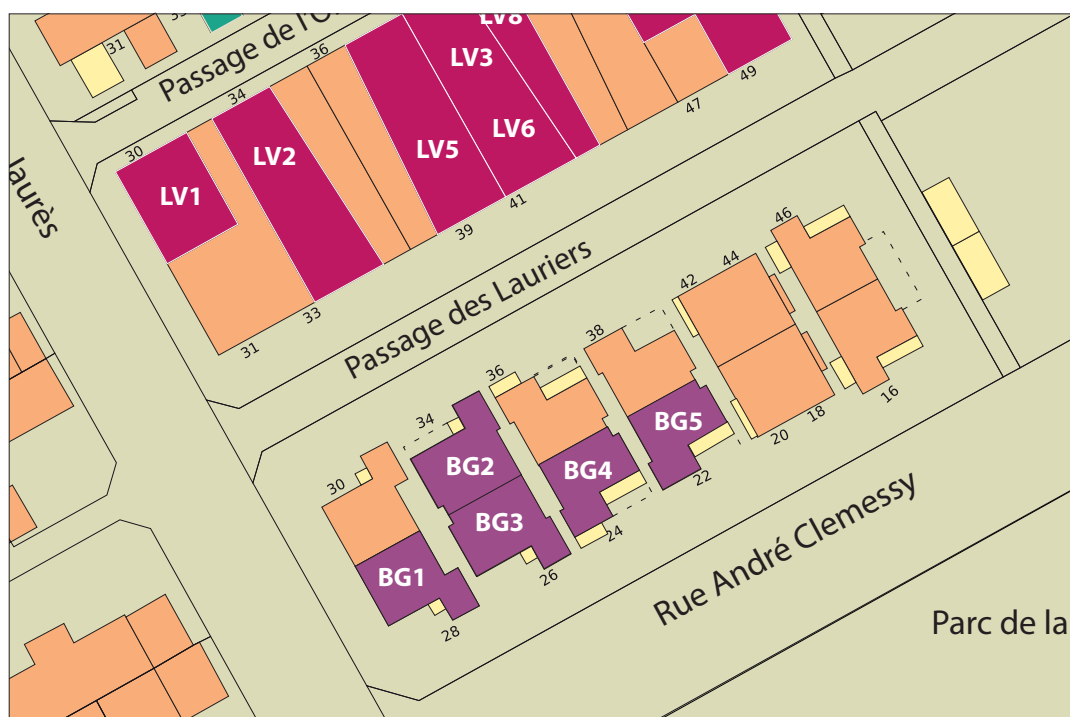 31
Passage de l'O
36
34
30
LV8
LV3
LV6
LV5
LV2
LV1
49
47
41
39
33
31
Jaurès
Passage des Lauriers
46
44
42
38
36
34
30
BG5
BG4
BG2
BG3
BG1
16
18
20
22
24
26
28
Rue André Clemessy
Parc de la